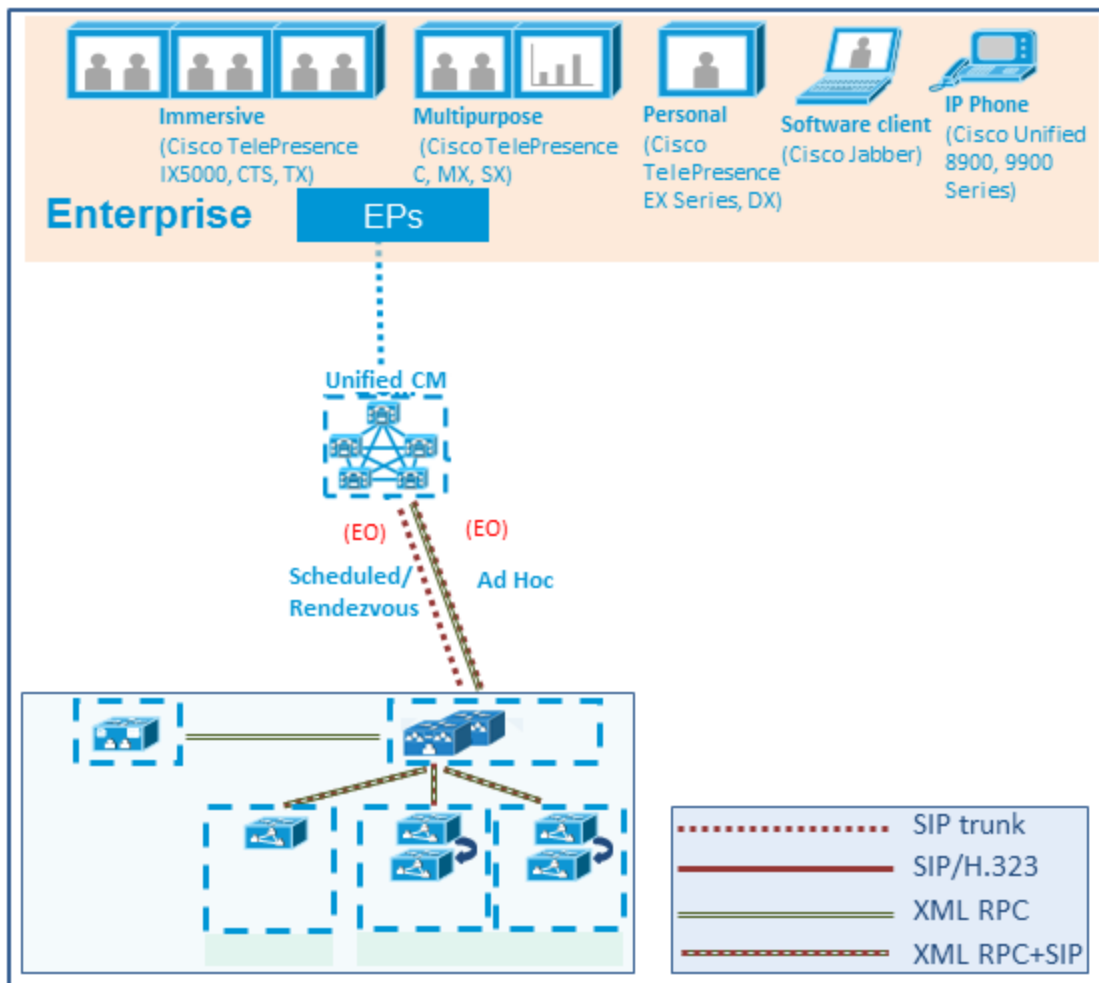 Immersive
(Cisco TelePresence
IX5000, CTS, TX)
Multipurpose
(Cisco TelePresence
C, MX, SX)
Personal
(Cisco
TelePresence
EX Series, DX)
Software client
(Cisco Jabber)
IP Phone
(Cisco Unified
8900, 9900
Series)
Enterprise
EPs
Unified CM
(EO)
(EO)
Scheduled/
Rendezvous
Ad Hoc
SIP trunk
SIP/H.323
XML RPC
XML RPC+SIP